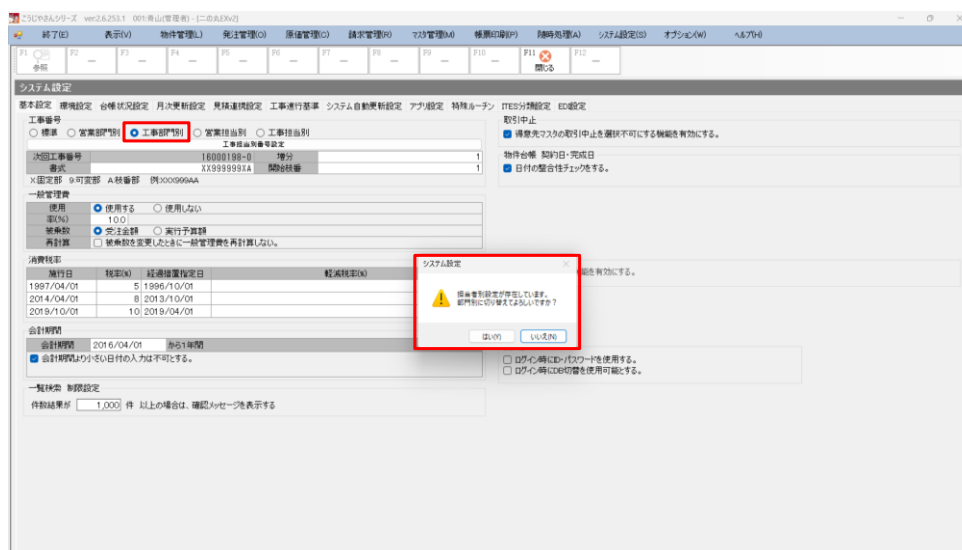 こうじやさんシリーズ ver:2.6.253.1 001:青山(管理者) - [二の丸EXv2]
終了(E) 表示(V) 物件管理(L) 発注管理(O) 原価管理(C) 請求管理(R) マスタ管理(M) 帳票印刷(P) 随時処理(A) システム設定(S) オプション(W) ヘルプ(H)
F1 F2 F3 F4 F5 F6 F7 F8 F9 F10 F11 F12
参照 閉じる
システム設定
基本設定 環境設定 台帳状況設定 月次更新設定 見積連携設定 工事進行基準 システム自動更新設定 アプリ設定 特殊ルーチン ITES分類設定 EDI設定
工事番号
標準 営業部門別 工事部門別 営業担当別 工事担当別
工事担当別番号設定
次回工事番号 16000198-0 増分 1
書式 XX999999XA 開始枝番 1
X:固定部 9:可変部 A:枝番部 例:XXX999AA
一般管理費
使用 使用する 使用しない
率(%) 10.0
被乗数 受注金額 実行予算額
再計算 被乗数を変更したときに一般管理費を再計算しない。
消費税率
施行日 税率(%) 経過措置指定日 軽減税率(%)
1997/04/01 5 1996/10/01
2014/04/01 8 2013/10/01
2019/10/01 10 2019/04/01
会計期間
会計期間 2016/04/01 から1年間
会計期間より小さい日付の入力は不可とする。
一覧検索 制限設定
件数結果が 1,000 件 以上の場合は、確認メッセージを表示する
取引中止
得意先マスタの取引中止を選択不可にする機能を有効にする。
物件台帳 契約日・完成日
日付の整合性チェックをする。
能を有効にする。
システム設定
担当者別設定が存在しています。
部門別に切り替えてよろしいですか？
はい(Y) いいえ(N)
ログイン時にID・パスワードを使用する。
ログイン時にDB切替を使用可能とする。